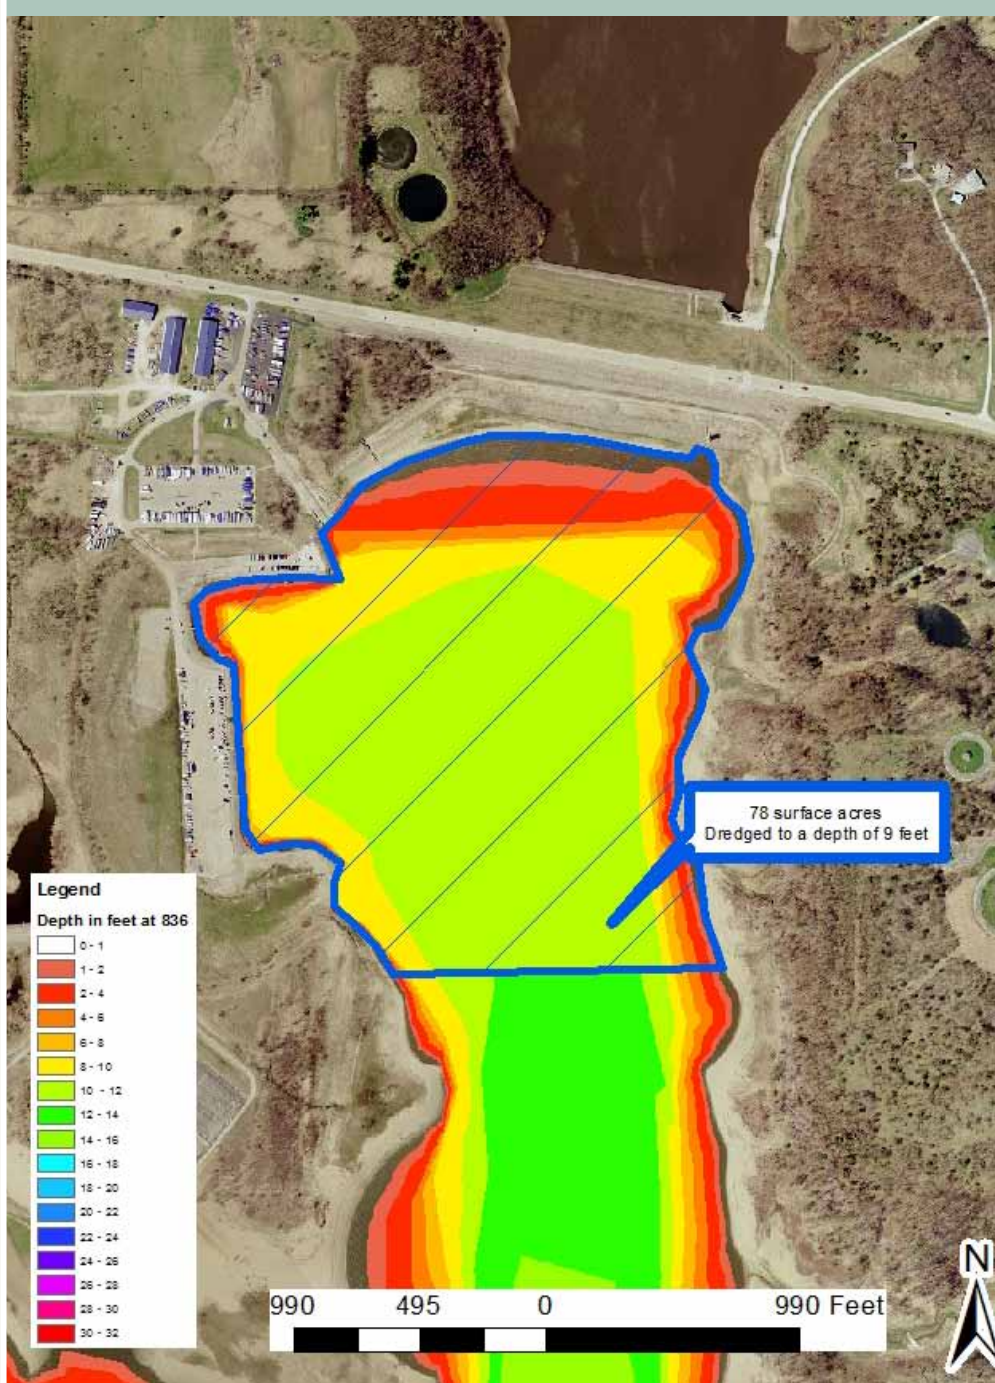 78 surface acres
Dredged to a depth of 9 feet
Legend
Depth in feet at 836
0 - 1
1 - 2
2 - 4
4 - 6
6 - 8
8 - 10
10 - 12
12 - 14
14 - 16
16 - 18
18 - 20
20 - 22
22 - 24
24 - 26
26 - 28
28 - 30
30 - 32
990 495 0 990 Feet
N